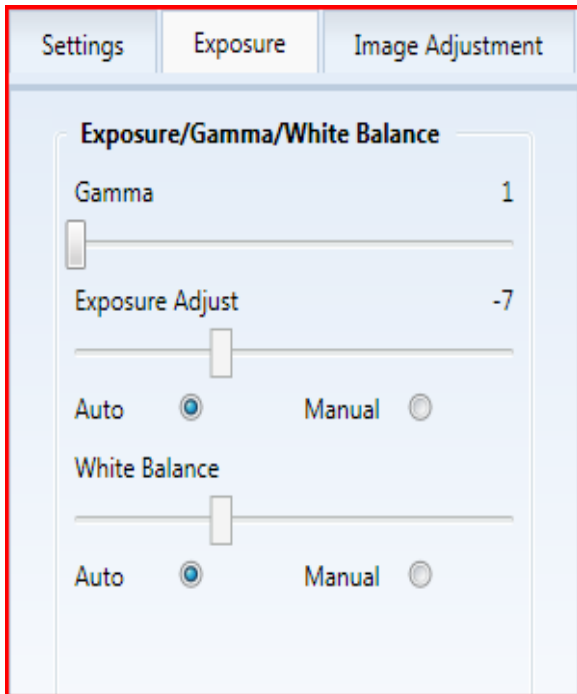 Settings Exposure Image Adjustment
Exposure/Gamma/White Balance
Gamma 1
Exposure Adjust -7
Auto Manual
White Balance
Auto Manual